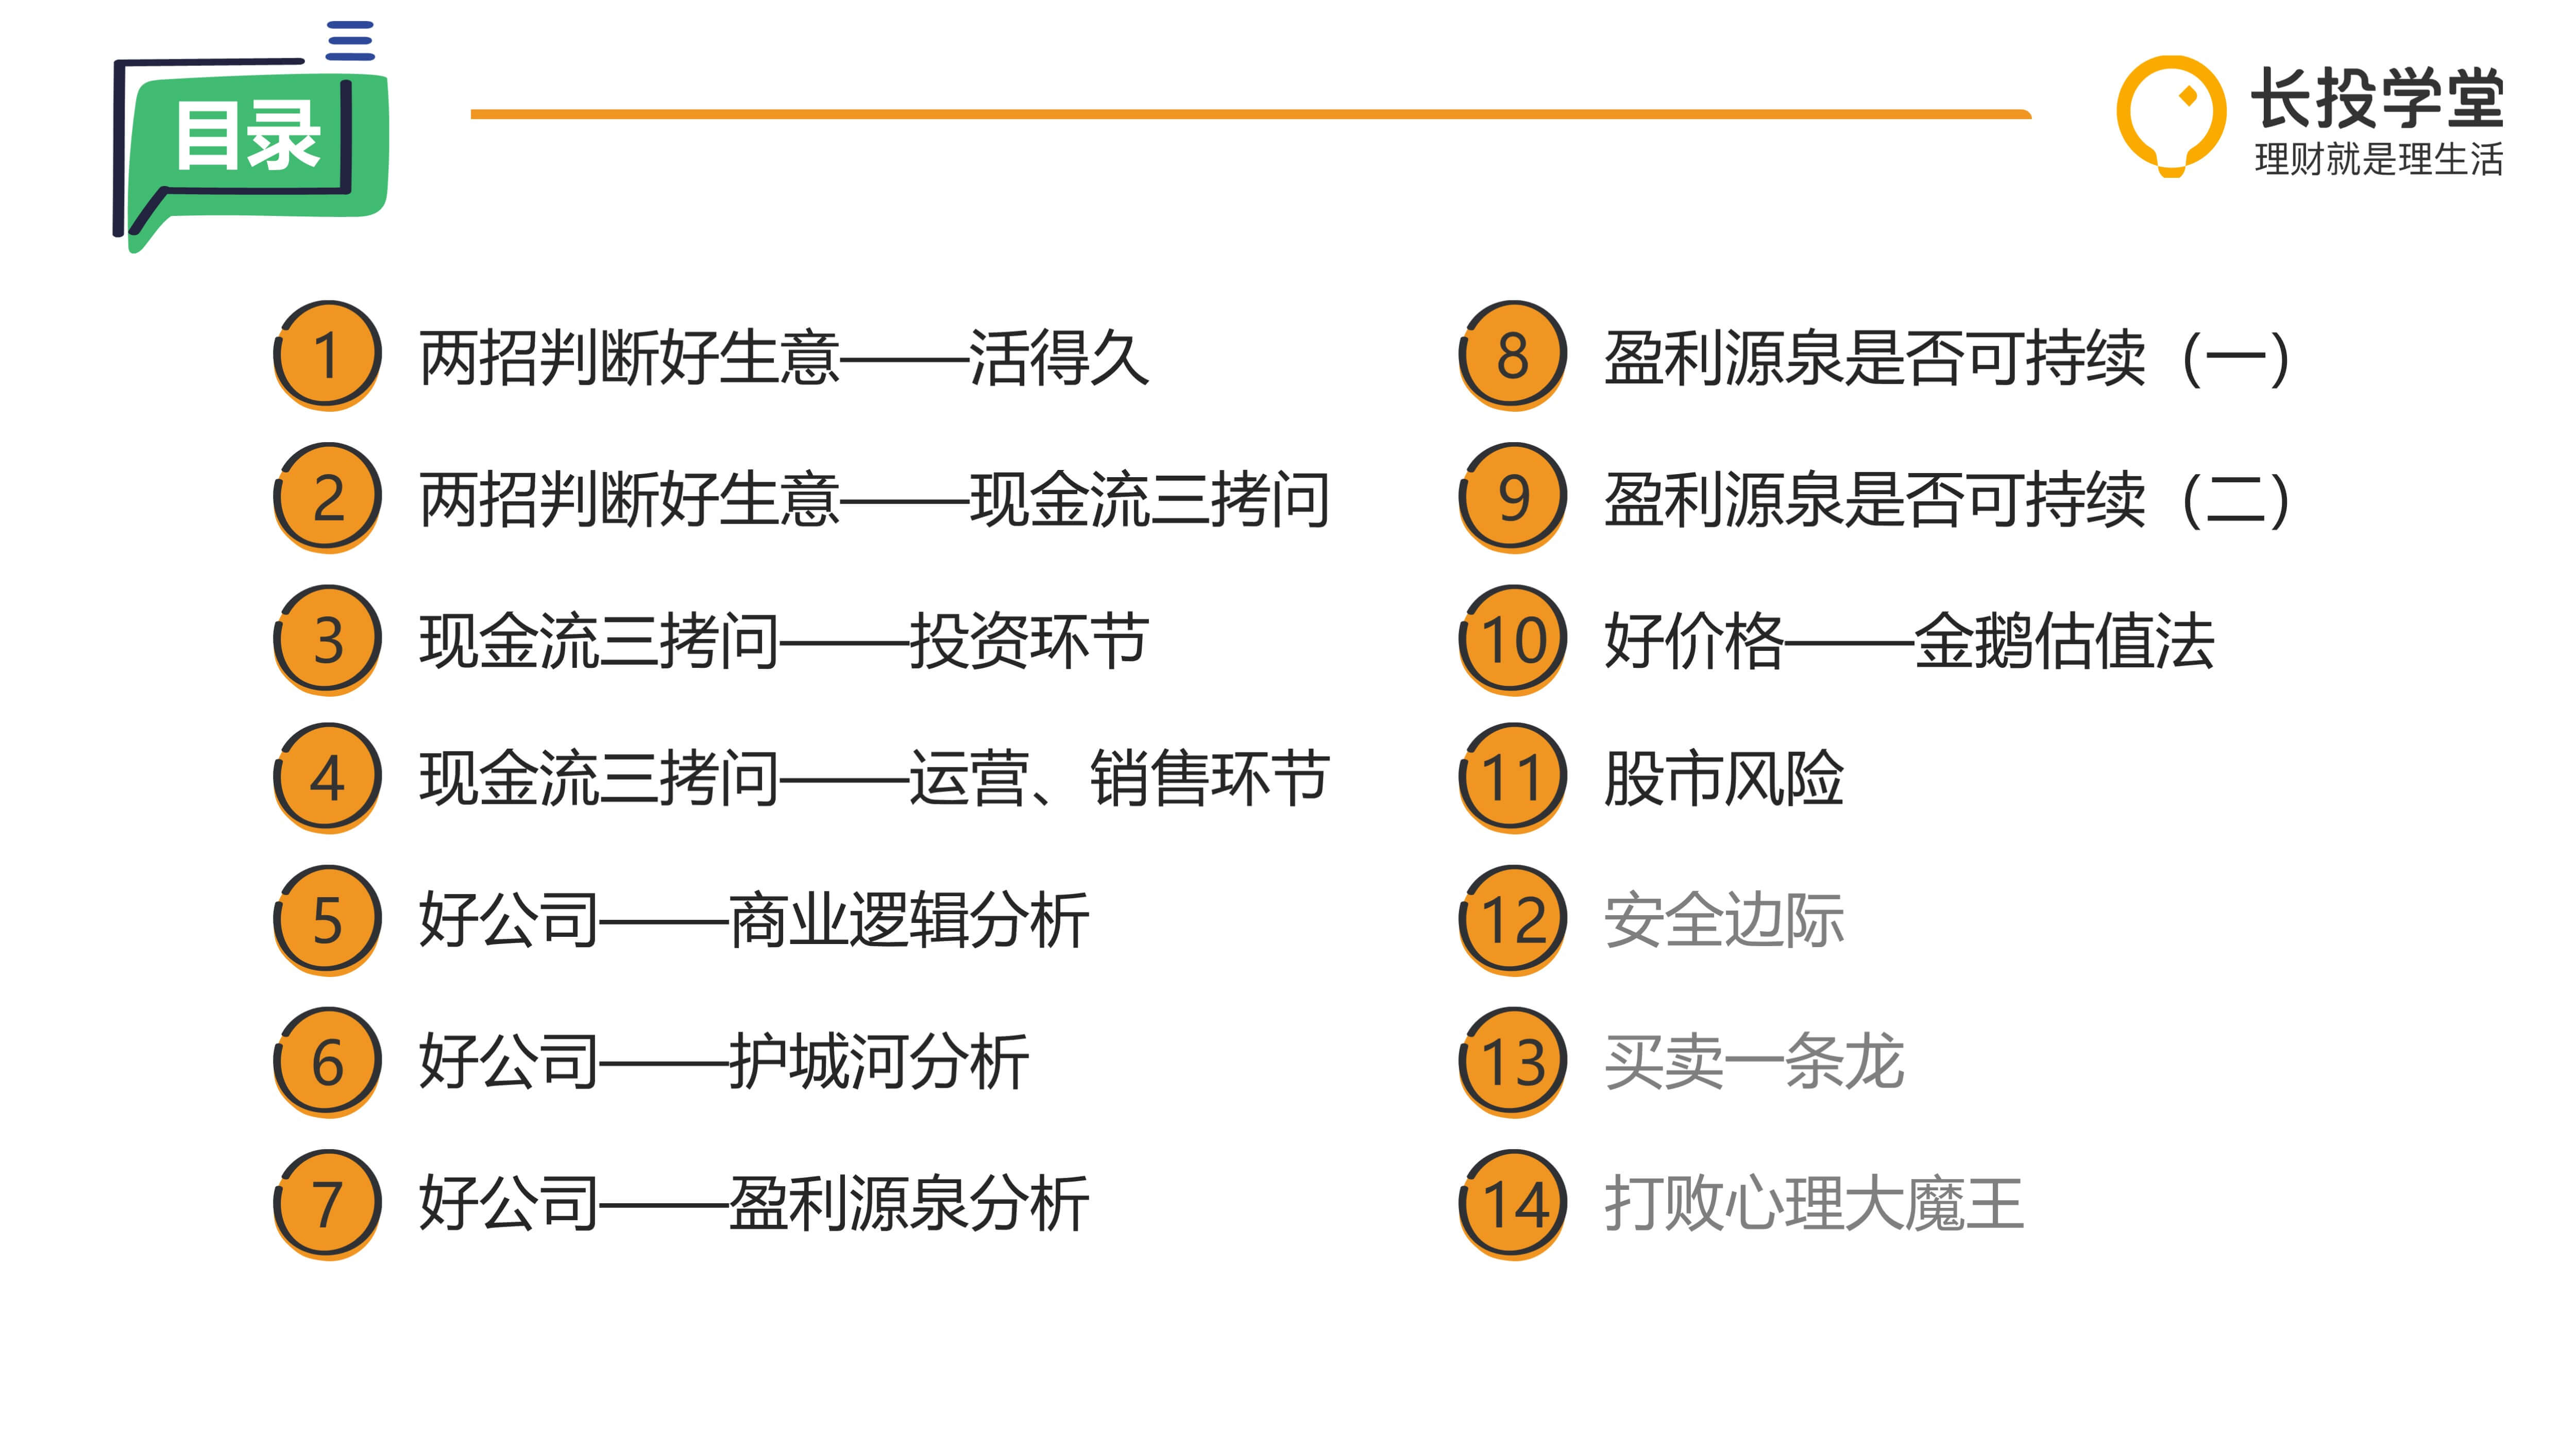 目录
长投学堂
理财就是理生活
1 两招判断好生意——活得久
2 两招判断好生意——现金流三拷问
3 现金流三拷问——投资环节
4 现金流三拷问——运营、销售环节
5 好公司——商业逻辑分析
6 好公司——护城河分析
7 好公司——盈利源泉分析
8 盈利源泉是否可持续（一）
9 盈利源泉是否可持续（二）
10 好价格——金鹅估值法
11 股市风险
12 安全边际
13 买卖一条龙
14 打败心理大魔王